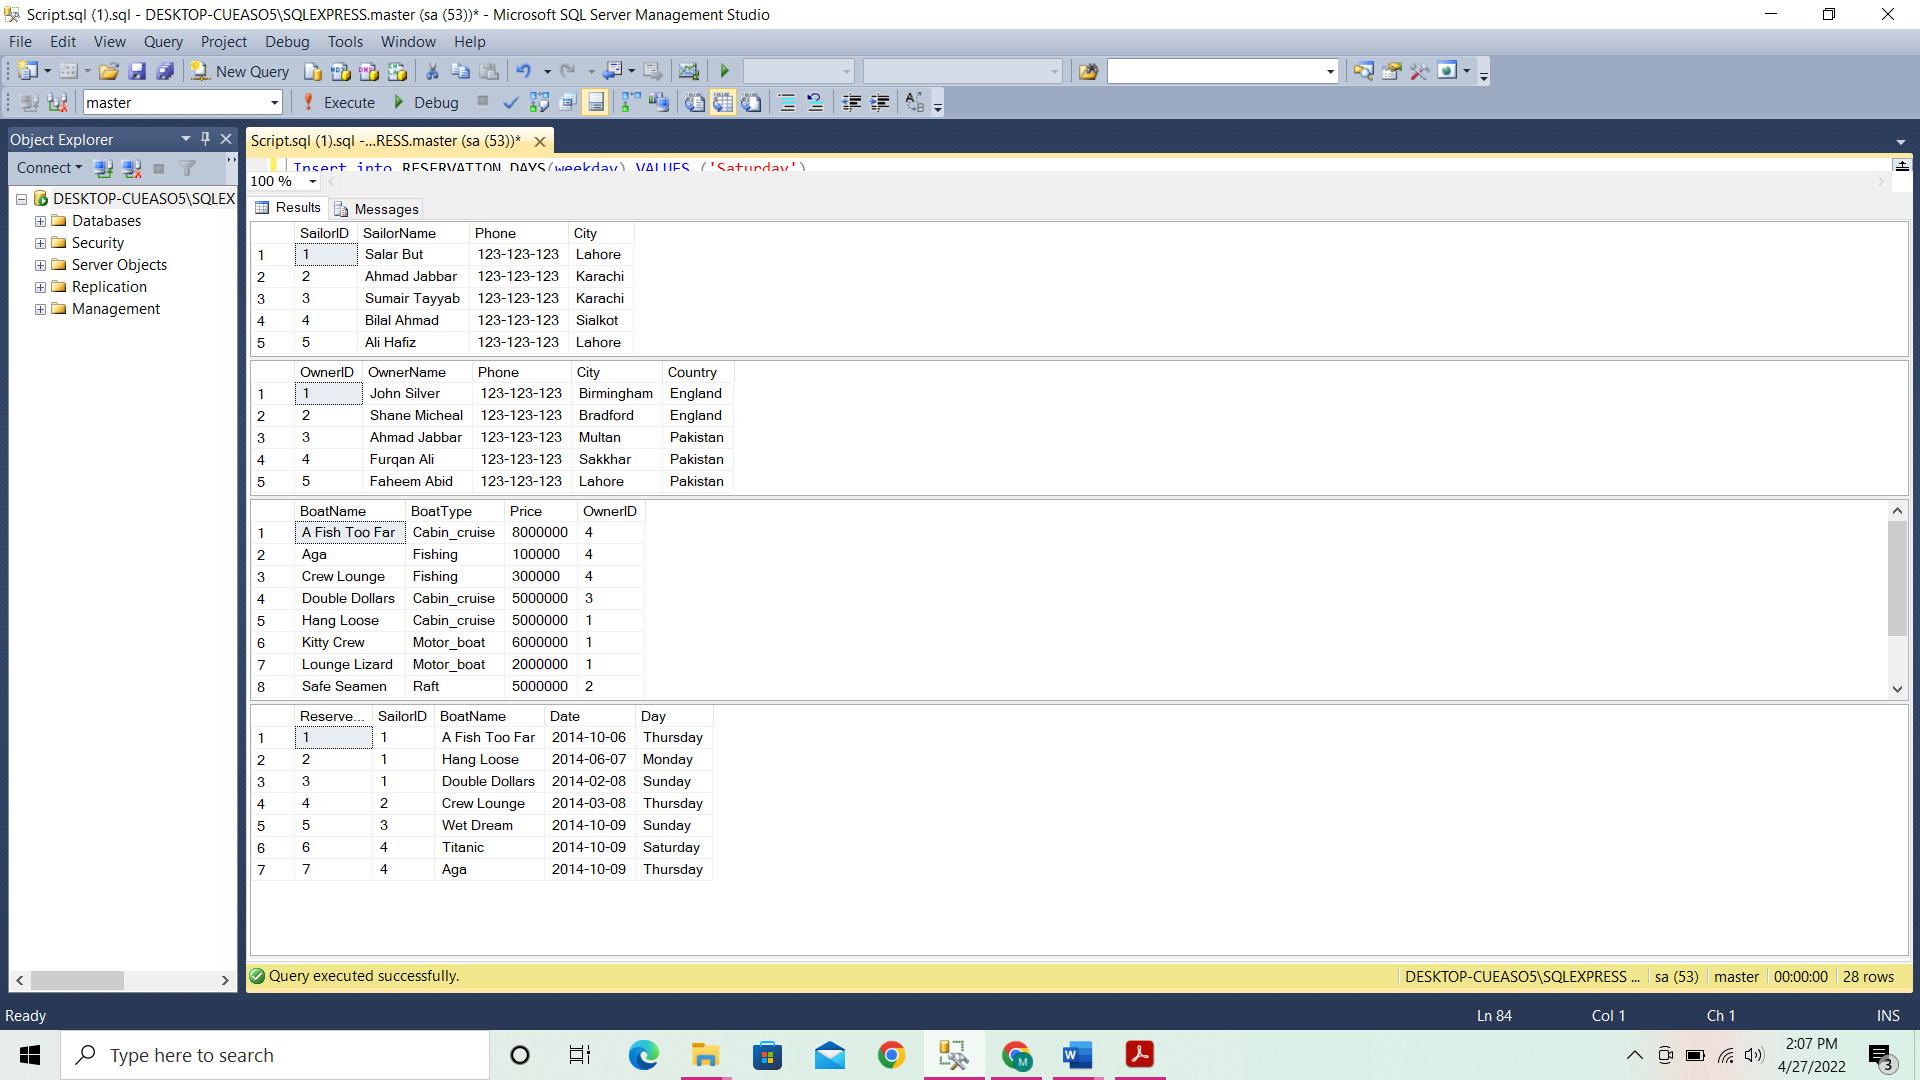 Script.sql (1).sql - DESKTOP-CUEASO5\SQLEXPRESS.master (sa (53))* - Microsoft SQL Server Management Studio
File Edit View Query Project Debug Tools Window Help
New Query
master Execute Debug
Object Explorer
Connect
DESKTOP-CUEASO5\SQLEX
Databases
Security
Server Objects
Replication
Management
Script.sql (1).sql -...RESS.master (sa (53))*
Insert into RESERVATION_DAYS(weekday) VALUES ('Saturday')
100 %
Results Messages
SailorID SailorName Phone City
1 1 Salar But 123-123-123 Lahore
2 2 Ahmad Jabbar 123-123-123 Karachi
3 3 Sumair Tayyab 123-123-123 Karachi
4 4 Bilal Ahmad 123-123-123 Sialkot
5 5 Ali Hafiz 123-123-123 Lahore
OwnerID OwnerName Phone City Country
1 1 John Silver 123-123-123 Birmingham England
2 2 Shane Micheal 123-123-123 Bradford England
3 3 Ahmad Jabbar 123-123-123 Multan Pakistan
4 4 Furqan Ali 123-123-123 Sakkhar Pakistan
5 5 Faheem Abid 123-123-123 Lahore Pakistan
BoatName BoatType Price OwnerID
1 A Fish Too Far Cabin_cruise 8000000 4
2 Aga Fishing 100000 4
3 Crew Lounge Fishing 300000 4
4 Double Dollars Cabin_cruise 5000000 3
5 Hang Loose Cabin_cruise 5000000 1
6 Kitty Crew Motor_boat 6000000 1
7 Lounge Lizard Motor_boat 2000000 1
8 Safe Seamen Raft 5000000 2
Reserve... SailorID BoatName Date Day
1 1 1 A Fish Too Far 2014-10-06 Thursday
2 2 1 Hang Loose 2014-06-07 Monday
3 3 1 Double Dollars 2014-02-08 Sunday
4 4 2 Crew Lounge 2014-03-08 Thursday
5 5 3 Wet Dream 2014-10-09 Sunday
6 6 4 Titanic 2014-10-09 Saturday
7 7 4 Aga 2014-10-09 Thursday
Query executed successfully. DESKTOP-CUEASO5\SQLEXPRESS ... sa (53) master 00:00:00 28 rows
Ready Ln 84 Col 1 Ch 1 INS
Type here to search
2:07 PM
4/27/2022
3